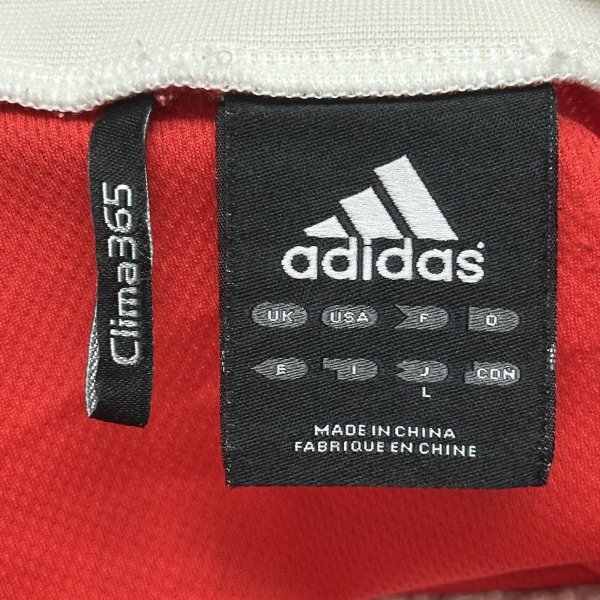 Clima365
adidas
UK USA F D
E I J CDN
L
MADE IN CHINA
FABRIQUE EN CHINE